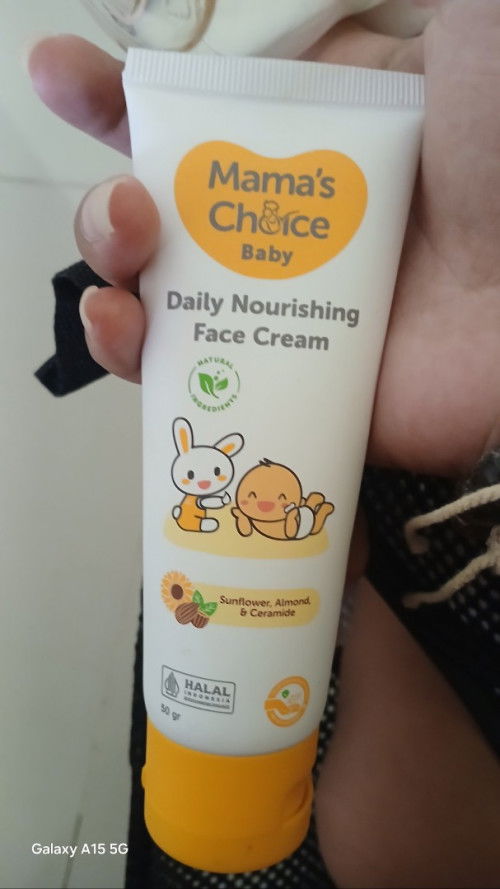 Mama's
Choice
Baby
Daily Nourishing
Face Cream
NATURAL
INGREDIENTS
Sunflower, Almond,
& Ceramide
HALAL
INDONESIA
50 gr
Galaxy A15 5G